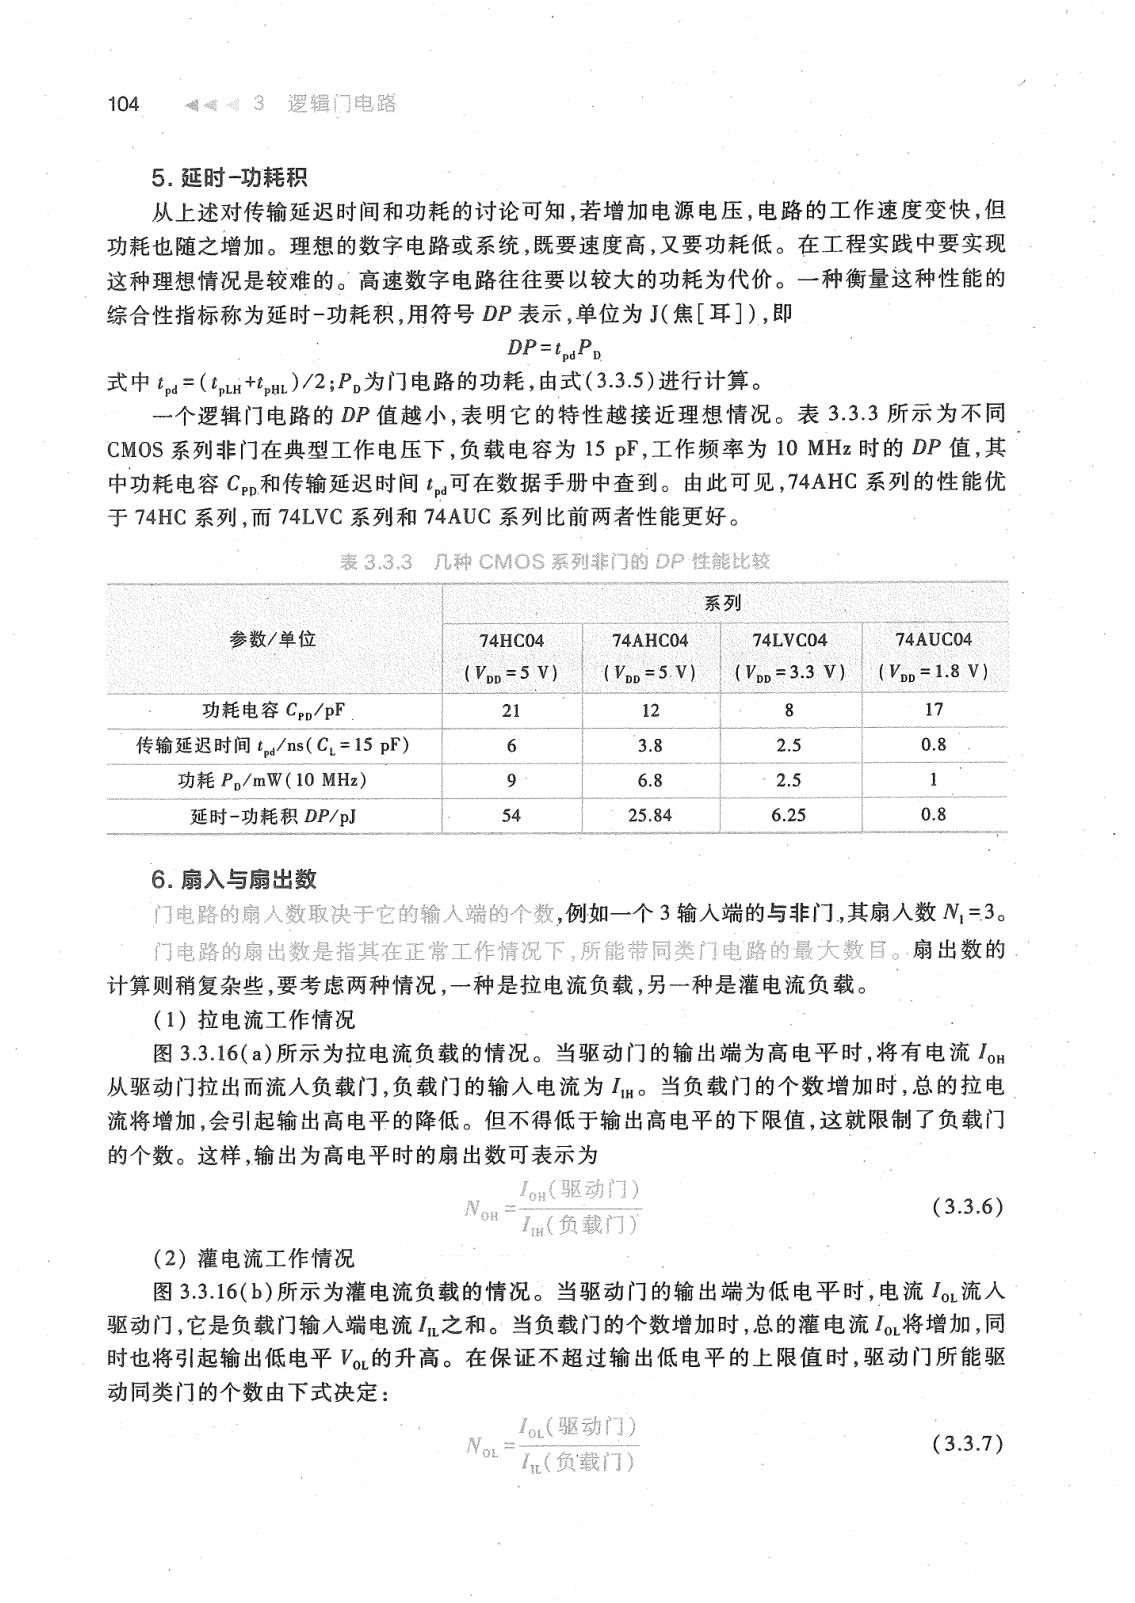 104 ◀◀◀ 3 逻辑门电路
5. 延时-功耗积
从上述对传输延迟时间和功耗的讨论可知,若增加电源电压,电路的工作速度变快,但
功耗也随之增加。理想的数字电路或系统,既要速度高,又要功耗低。在工程实践中要实现
这种理想情况是较难的。高速数字电路往往要以较大的功耗为代价。一种衡量这种性能的
综合性指标称为延时-功耗积,用符号 DP 表示,单位为 J(焦[耳]),即
DP=t_pd P_D
式中 t_pd=(t_pLH+t_pHL)/2;P_D为门电路的功耗,由式(3.3.5)进行计算。
一个逻辑门电路的 DP 值越小,表明它的特性越接近理想情况。表 3.3.3 所示为不同
CMOS 系列非门在典型工作电压下,负载电容为 15 pF,工作频率为 10 MHz 时的 DP 值,其
中功耗电容 C_PD和传输延迟时间 t_pd可在数据手册中查到。由此可见,74AHC 系列的性能优
于 74HC 系列,而 74LVC 系列和 74AUC 系列比前两者性能更好。
表 3.3.3 几种 CMOS 系列非门的 DP 性能比较
参数/单位 系列
74HC04 74AHC04 74LVC04 74AUC04
(V_DD=5 V) (V_DD=5 V) (V_DD=3.3 V) (V_DD=1.8 V)
功耗电容 C_PD/pF 21 12 8 17
传输延迟时间 t_pd/ns(C_L=15 pF) 6 3.8 2.5 0.8
功耗 P_D/mW(10 MHz) 9 6.8 2.5 1
延时-功耗积 DP/pJ 54 25.84 6.25 0.8
6. 扇入与扇出数
门电路的扇入数取决于它的输入端的个数,例如一个 3 输入端的与非门,其扇入数 N_I=3。
门电路的扇出数是指其在正常工作情况下,所能带同类门电路的最大数目。扇出数的
计算则稍复杂些,要考虑两种情况,一种是拉电流负载,另一种是灌电流负载。
(1) 拉电流工作情况
图 3.3.16(a)所示为拉电流负载的情况。当驱动门的输出端为高电平时,将有电流 I_OH
从驱动门拉出而流入负载门,负载门的输入电流为 I_IH。当负载门的个数增加时,总的拉电
流将增加,会引起输出高电平的降低。但不得低于输出高电平的下限值,这就限制了负载门
的个数。这样,输出为高电平时的扇出数可表示为
N_OH=I_OH(驱动门)/I_IH(负载门) (3.3.6)
(2) 灌电流工作情况
图 3.3.16(b)所示为灌电流负载的情况。当驱动门的输出端为低电平时,电流 I_OL流入
驱动门,它是负载门输入端电流 I_IL之和。当负载门的个数增加时,总的灌电流 I_OL将增加,同
时也将引起输出低电平 V_OL的升高。在保证不超过输出低电平的上限值时,驱动门所能驱
动同类门的个数由下式决定:
N_OL=I_OL(驱动门)/I_IL(负载门) (3.3.7)